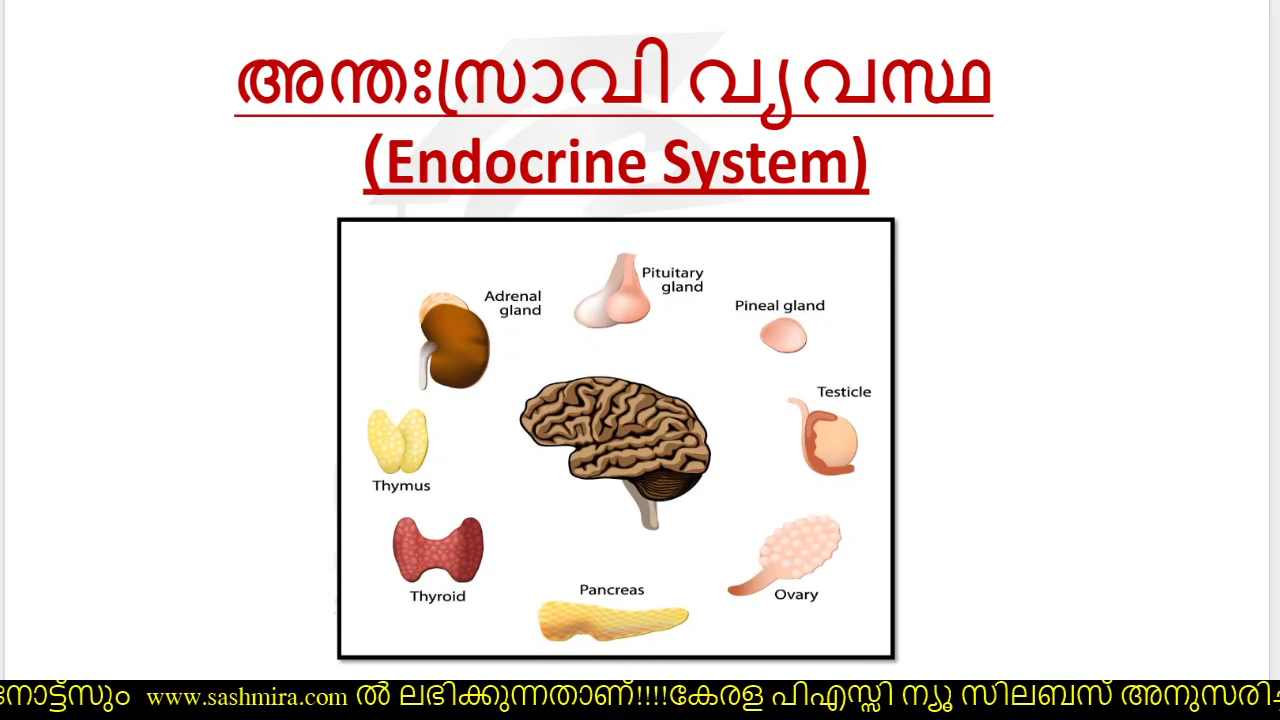 അന്തഃസ്രാവി വ്യവസ്ഥ
(Endocrine System)
Pituitary
gland
Adrenal
gland
Pineal gland
Testicle
Thymus
Thyroid
Pancreas
Ovary
നോട്ട്സും www.sashmira.com ൽ ലഭിക്കുന്നതാണ്!!!!കേരള പിഎസ്സി ന്യൂ സിലബസ് അനുസരിച്